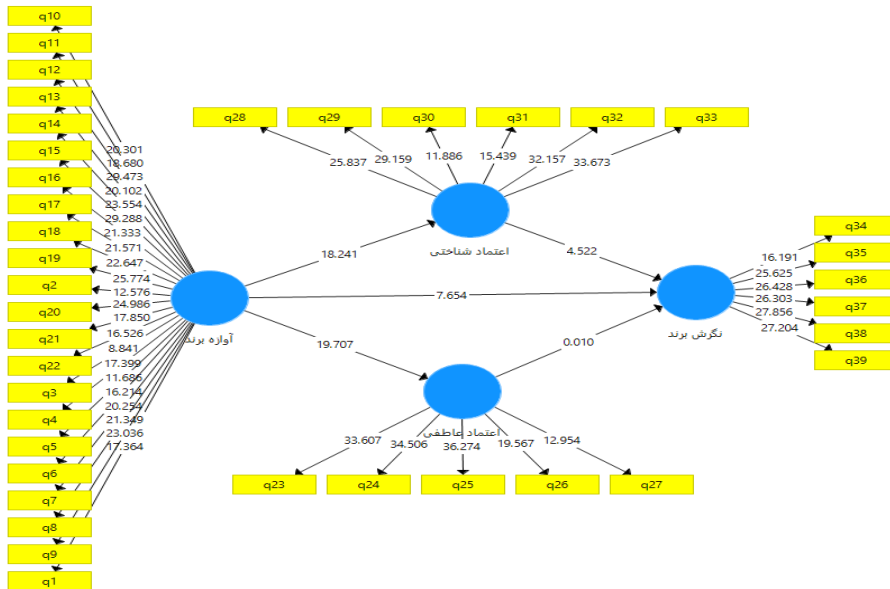 q10
q11
q12
q13
q14
q15
q16
q17
q18
q19
q2
q20
q21
q22
q3
q4
q5
q6
q7
q8
q9
q1
20.301
18.680
29.473
20.102
23.554
29.288
21.333
21.571
22.647
25.774
12.576
24.986
17.850
16.526
8.841
17.399
11.686
16.214
20.254
21.349
23.036
17.364
آوازه برند
q28 q29 q30 q31 q32 q33
25.837 29.159 11.886 15.439 32.157 33.673
اعتماد شناختی
18.241
4.522
7.654
19.707
0.010
اعتماد عاطفی
33.607 34.506 36.274 19.567 12.954
q23 q24 q25 q26 q27
نگرش برند
16.191
25.625
26.428
26.303
27.856
27.204
q34
q35
q36
q37
q38
q39